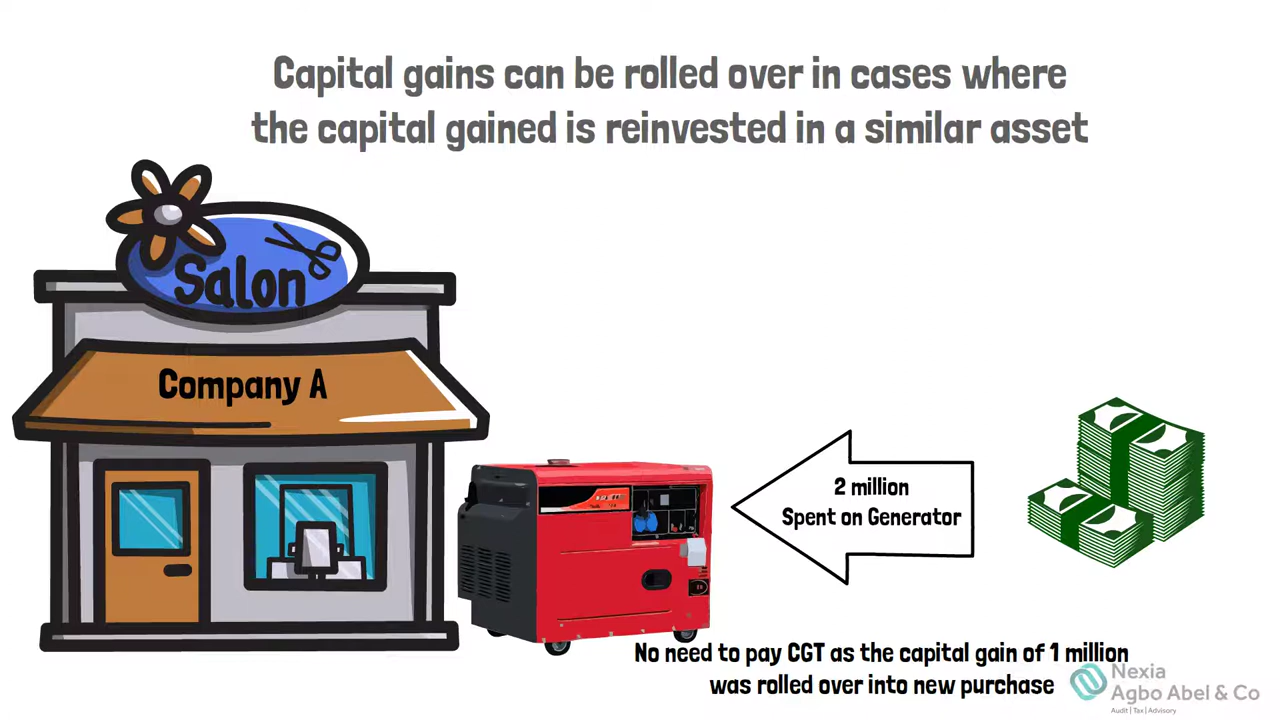 Capital gains can be rolled over in cases where
the capital gained is reinvested in a similar asset
Salon
Company A
2 million
Spent on Generator
No need to pay CGT as the capital gain of 1 million
was rolled over into new purchase
Nexia
Agbo Abel & Co
Audit | Tax | Advisory